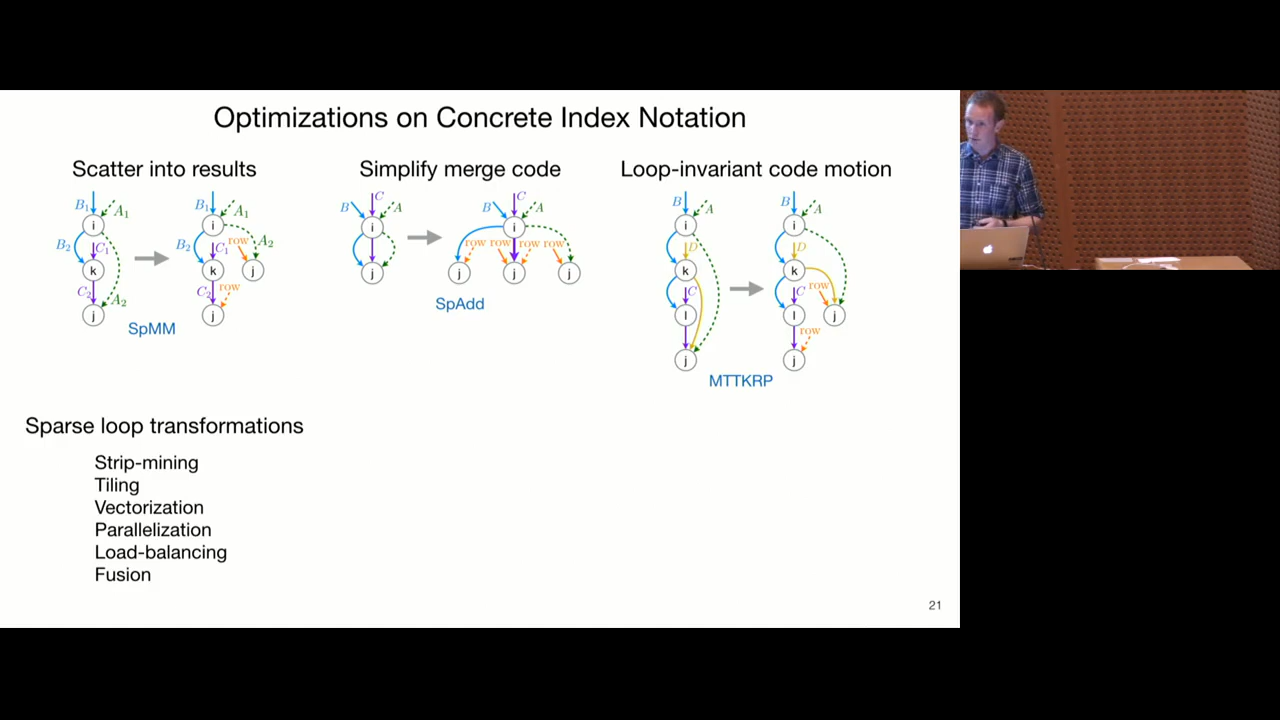 Optimizations on Concrete Index Notation
Scatter into results
B1
A1
i
B2
C1
k
C2
A2
j
B1
A1
i
B2
C1
row
A2
k
j
C2
row
j
SpMM
Simplify merge code
C
B
A
i
j
C
B
A
i
row
row
row
row
j
j
j
SpAdd
Loop-invariant code motion
B
A
i
D
k
C
l
j
B
A
i
D
k
C
row
l
j
row
j
MTTKRP
Sparse loop transformations
Strip-mining
Tiling
Vectorization
Parallelization
Load-balancing
Fusion
21